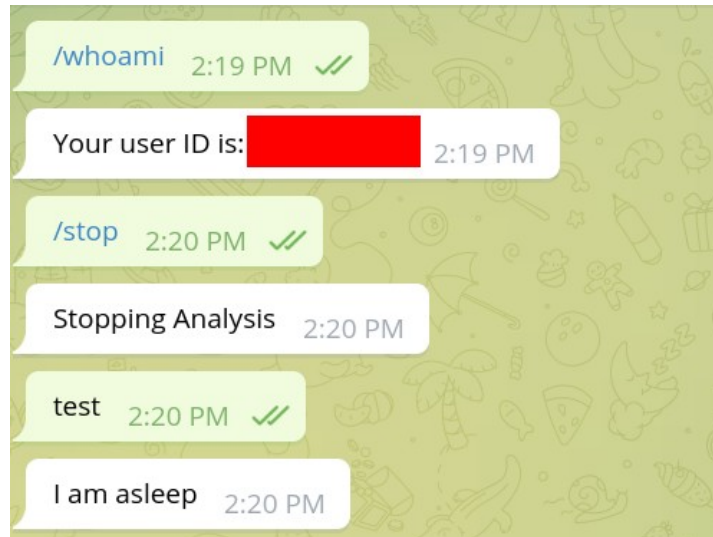 /whoami 2:19 PM
Your user ID is: 2:19 PM
/stop 2:20 PM
Stopping Analysis 2:20 PM
test 2:20 PM
I am asleep 2:20 PM